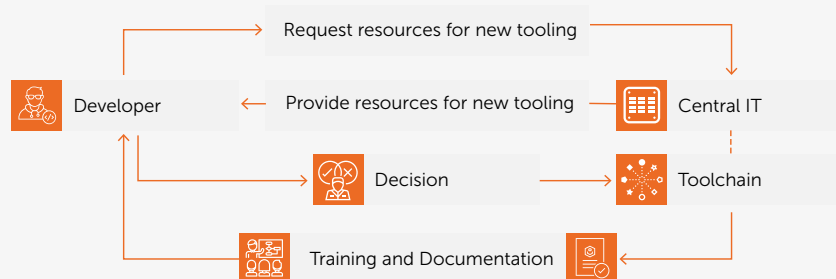 Request resources for new tooling
Developer
Provide resources for new tooling
Central IT
Decision
Toolchain
Training and Documentation